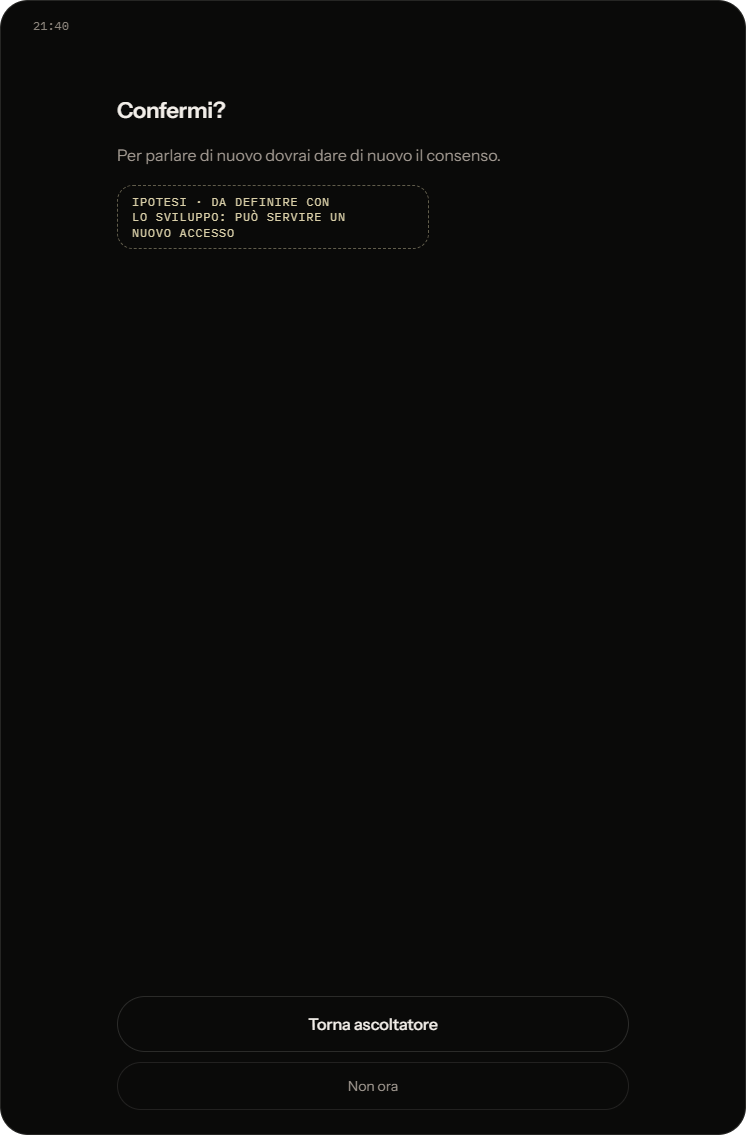 21:40
Confermi?
Per parlare di nuovo dovrai dare di nuovo il consenso.
IPOTESI · DA DEFINIRE CON
LO SVILUPPO: PUÒ SERVIRE UN
NUOVO ACCESSO
Torna ascoltatore
Non ora